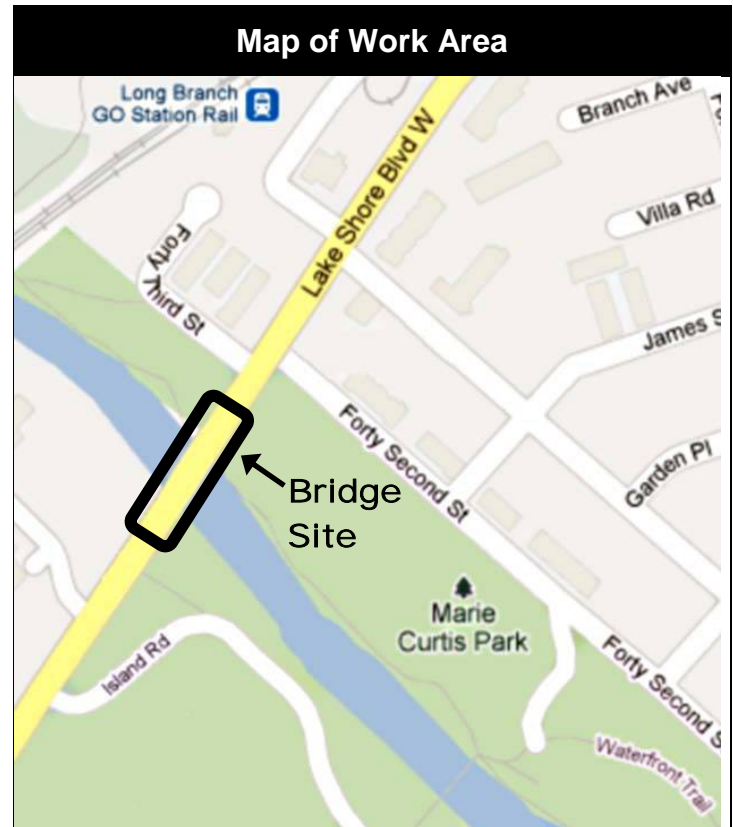 Map of Work Area
Long Branch
GO Station Rail
Branch Ave
Villa Rd
Lake Shore Blvd W
Forty
Third St
James S
Forty Second St
Garden Pl
Bridge
Site
Marie
Curtis Park
Island Rd
Forty Second S
Waterfront Trail